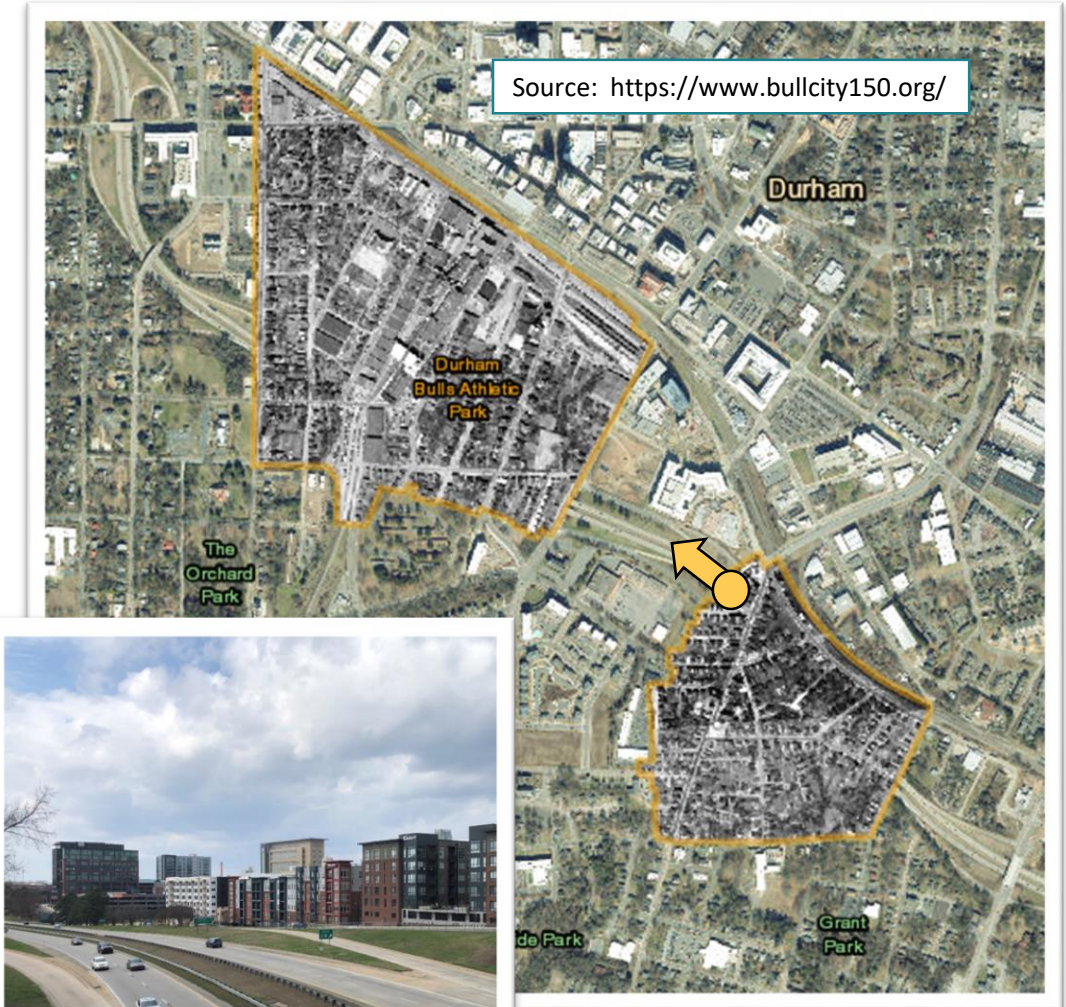 Source: https://www.bullcity150.org/
Durham
Durham
Bulls Athletic
Park
The
Orchard
Park
de Park
Grant
Park